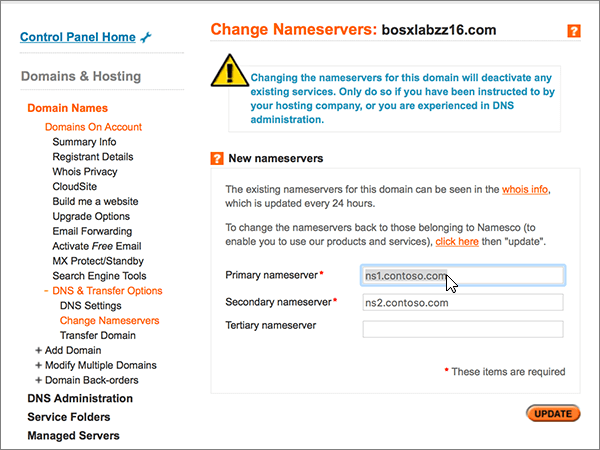 Control Panel Home
Domains & Hosting
Domain Names
Domains On Account
Summary Info
Registrant Details
Whois Privacy
CloudSite
Build me a website
Upgrade Options
Email Forwarding
Activate Free Email
MX Protect/Standby
Search Engine Tools
- DNS & Transfer Options
DNS Settings
Change Nameservers
Transfer Domain
+ Add Domain
+ Modify Multiple Domains
+ Domain Back-orders
DNS Administration
Service Folders
Managed Servers
Change Nameservers: bosxlabzz16.com
?
!
Changing the nameservers for this domain will deactivate any
existing services. Only do so if you have been instructed to by
your hosting company, or you are experienced in DNS
administration.
? New nameservers
The existing nameservers for this domain can be seen in the whois info,
which is updated every 24 hours.
To change the nameservers back to those belonging to Namesco (to
enable you to use our products and services), click here then "update".
Primary nameserver * ns1.contoso.com
Secondary nameserver * ns2.contoso.com
Tertiary nameserver
* These items are required
UPDATE